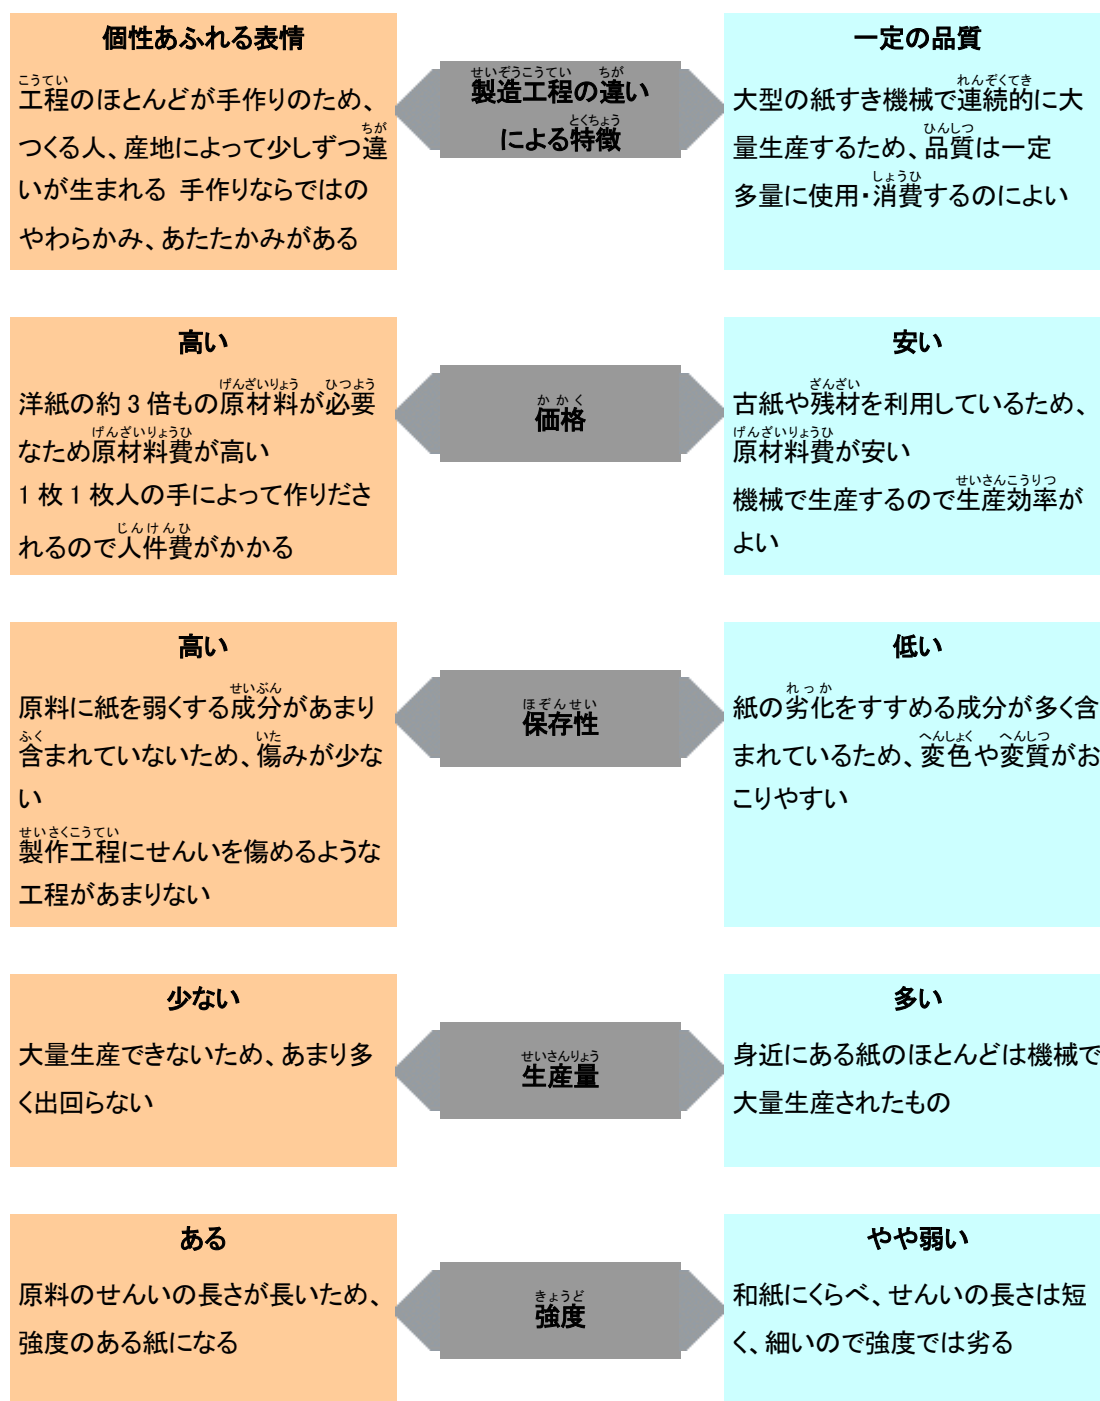 個性あふれる表情
こうてい
工程のほとんどが手作りのため、
ちが
つくる人、産地によって少しずつ違
いが生まれる 手作りならではの
やわらかみ、あたたかみがある
せいぞうこうてい ちが
製造工程の違い
とくちょう
による特徴
一定の品質
れんぞくてき
大型の紙すき機械で連続的に大
ひんしつ
量生産するため、品質は一定
しょうひ
多量に使用・消費するのによい
高い
げんざいりょう ひつよう
洋紙の約3倍もの原材料が必要
げんざいりょうひ
なため原材料費が高い
1枚1枚人の手によって作りださ
じんけんひ
れるので人件費がかかる
かかく
価格
安い
ざんざい
古紙や残材を利用しているため、
げんざいりょうひ
原材料費が安い
せいさんこうりつ
機械で生産するので生産効率が
よい
高い
せいぶん
原料に紙を弱くする成分があまり
ふく いた
含まれていないため、傷みが少な
い
せいさくこうてい
製作工程にせんいを傷めるような
工程があまりない
ほぞんせい
保存性
低い
れっか
紙の劣化をすすめる成分が多く含
へんしょく へんしつ
まれているため、変色や変質がお
こりやすい
少ない
大量生産できないため、あまり多
く出回らない
せいさんりょう
生産量
多い
身近にある紙のほとんどは機械で
大量生産されたもの
ある
原料のせんいの長さが長いため、
強度のある紙になる
きょうど
強度
やや弱い
和紙にくらべ、せんいの長さは短
く、細いので強度では劣る